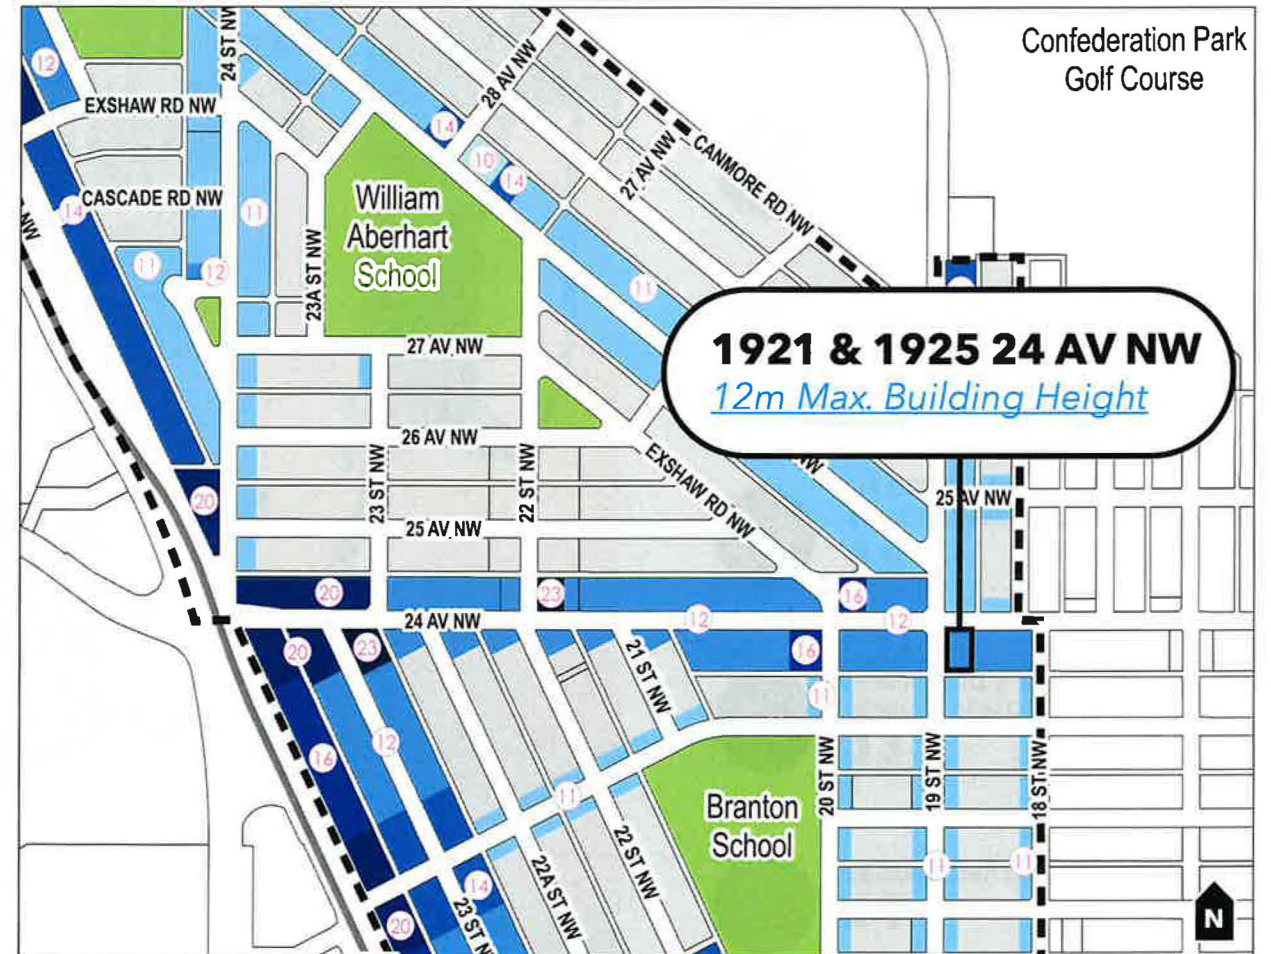 Confederation Park
Golf Course
24 ST NW
12
EXSHAW RD NW
28 AV NW
14
10
14
27 AV NW
CANMORE RD NW
CASCADE RD NW
14
11
NW
William
Aberhart
School
11
12
23A ST NW
11
1921 & 1925 24 AV NW
12m Max. Building Height
27 AV NW
26 AV NW
23 ST NW
22 ST NW
EXSHAW RD NW
NW
25 AV NW
20
25 AV NW
20
23
16
12
12
24 AV NW
20
23
21 ST NW
16
11
12
16
20 ST NW
19 ST NW
18 ST NW
11
Branton
School
22 ST NW
22A ST NW
11
11
14
23 ST N
20
N